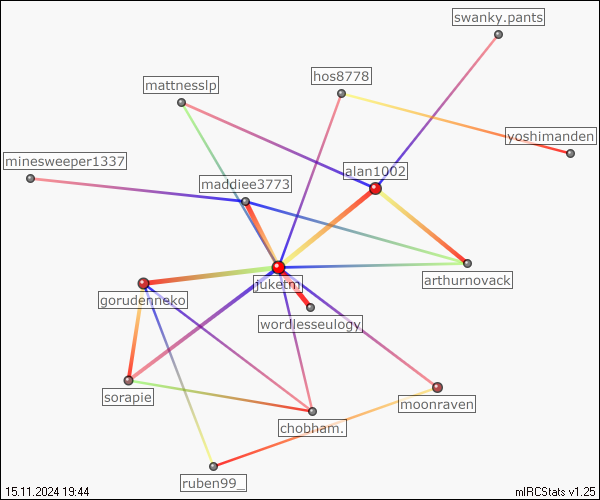 swanky.pants
hos8778
mattnesslp
yoshimanden
minesweeper1337
alan1002
maddiee3773
arthurnovack
juketm
gorudenneko
wordlesseulogy
sorapie
moonraven
chobham.
ruben99_
15.11.2024 19:44
mIRCStats v1.25